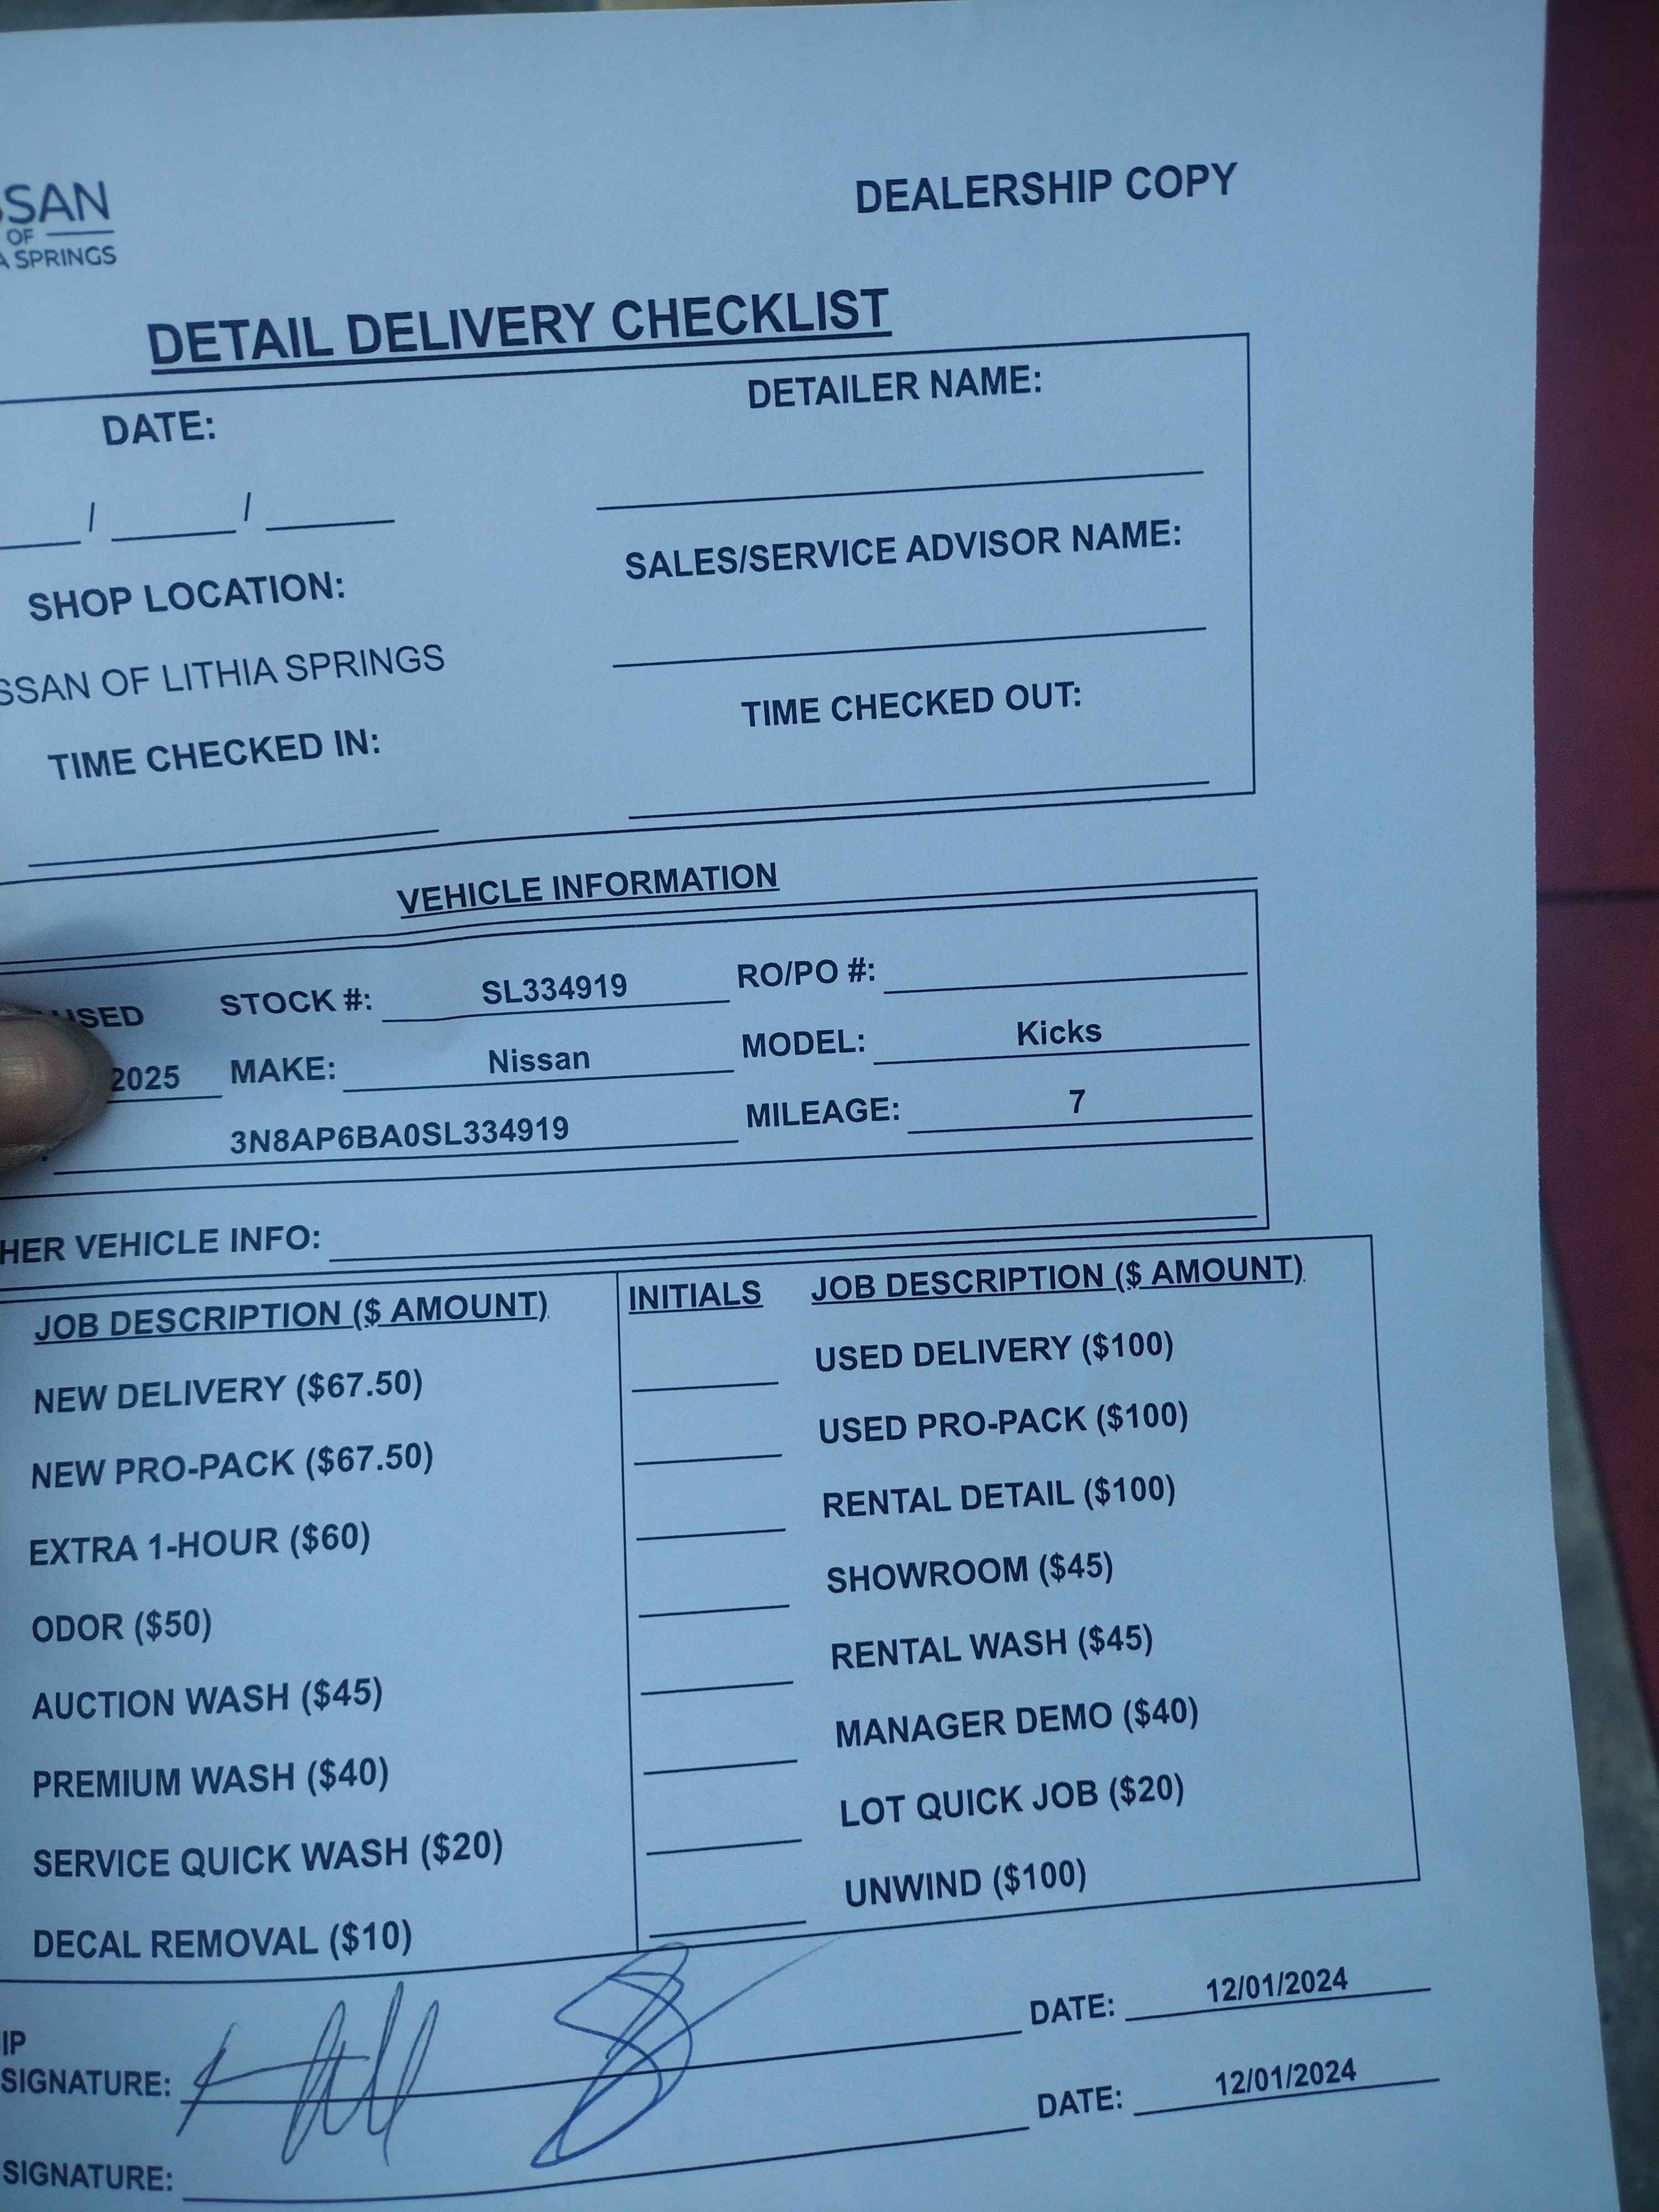 SSAN
OF
A SPRINGS
DEALERSHIP COPY
DETAIL DELIVERY CHECKLIST
DATE:
DETAILER NAME:
/ /
SHOP LOCATION:
SALES/SERVICE ADVISOR NAME:
SSAN OF LITHIA SPRINGS
TIME CHECKED IN:
TIME CHECKED OUT:
VEHICLE INFORMATION
USED STOCK #: SL334919 RO/PO #:
2025 MAKE: Nissan MODEL: Kicks
3N8AP6BA0SL334919 MILEAGE: 7
HER VEHICLE INFO:
JOB DESCRIPTION ($ AMOUNT) INITIALS JOB DESCRIPTION ($ AMOUNT)
NEW DELIVERY ($67.50) USED DELIVERY ($100)
NEW PRO-PACK ($67.50) USED PRO-PACK ($100)
EXTRA 1-HOUR ($60) RENTAL DETAIL ($100)
ODOR ($50) SHOWROOM ($45)
AUCTION WASH ($45) RENTAL WASH ($45)
PREMIUM WASH ($40) MANAGER DEMO ($40)
SERVICE QUICK WASH ($20) LOT QUICK JOB ($20)
DECAL REMOVAL ($10) UNWIND ($100)
IP
SIGNATURE: DATE: 12/01/2024
SIGNATURE: DATE: 12/01/2024